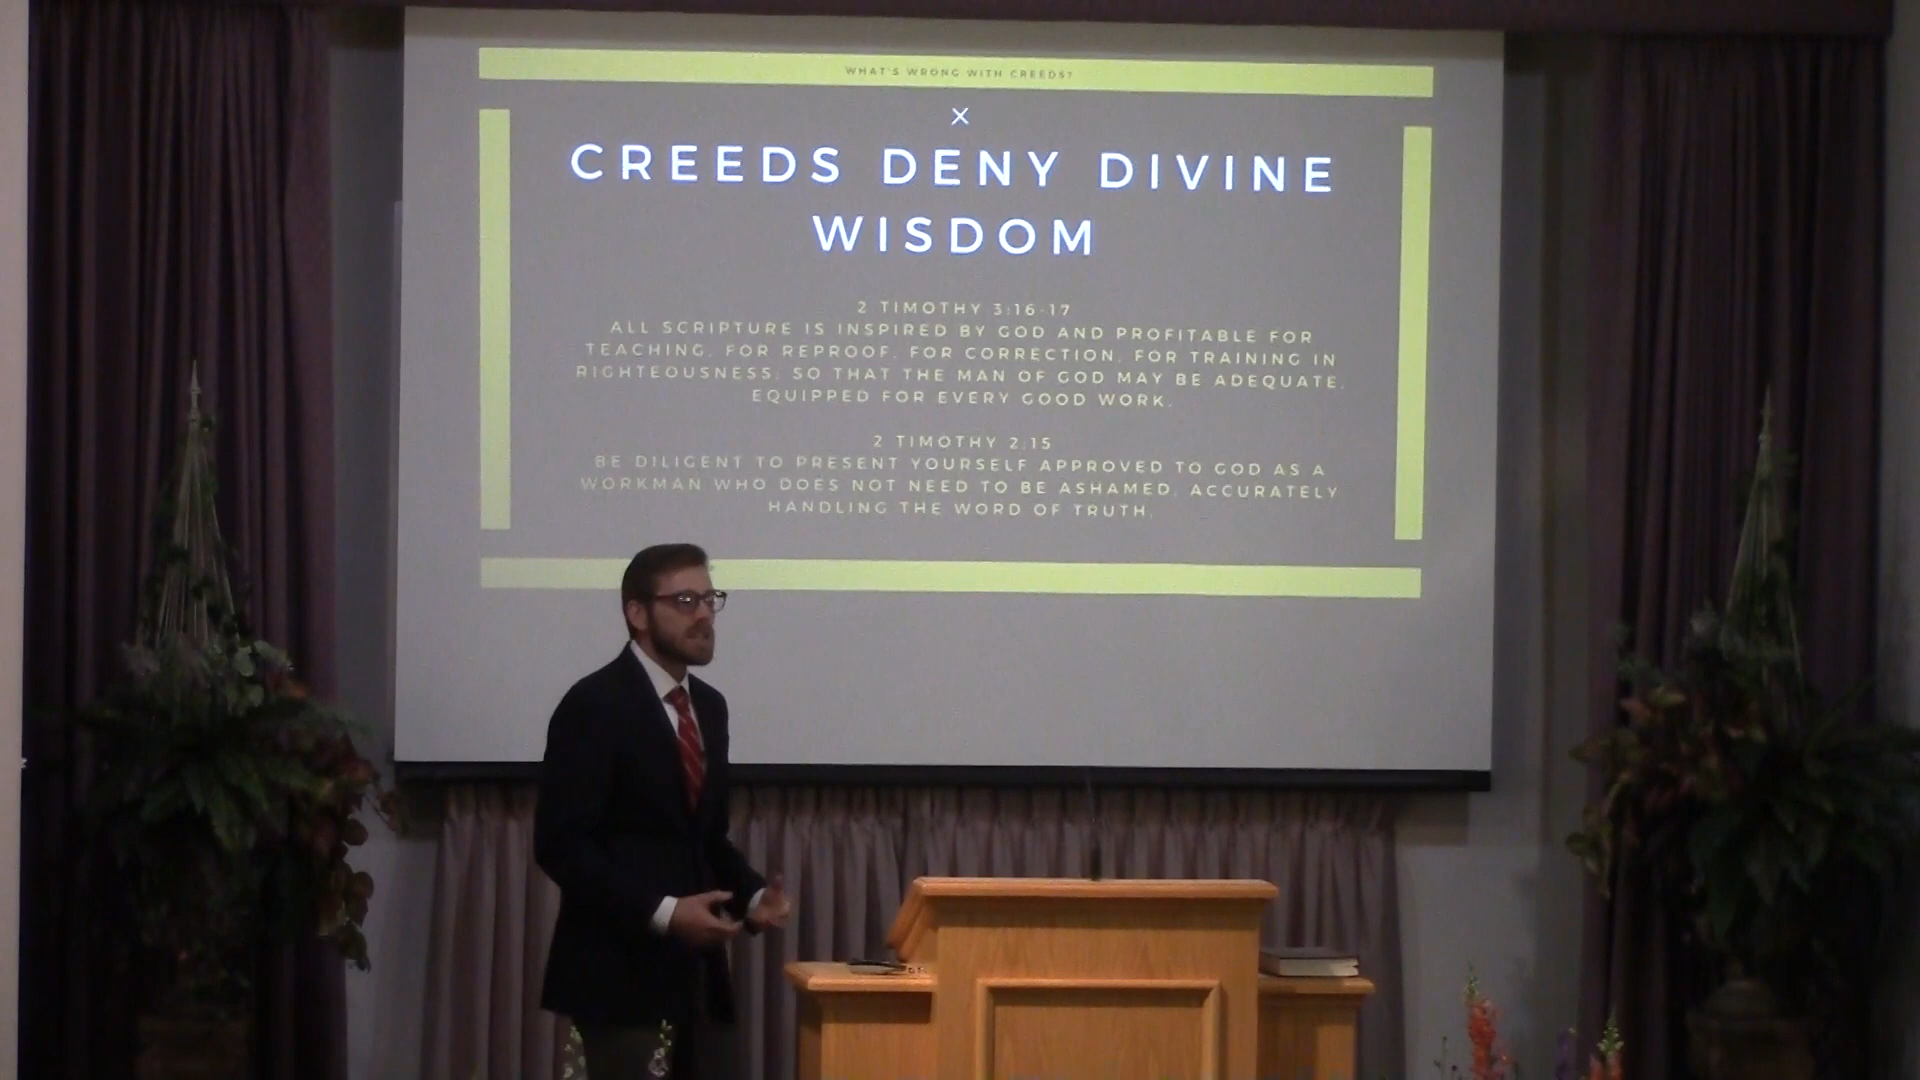 WHAT'S WRONG WITH CREEDS?
X
CREEDS DENY DIVINE
WISDOM
2 TIMOTHY 3:16-17
ALL SCRIPTURE IS INSPIRED BY GOD AND PROFITABLE FOR
TEACHING, FOR REPROOF, FOR CORRECTION, FOR TRAINING IN
RIGHTEOUSNESS; SO THAT THE MAN OF GOD MAY BE ADEQUATE,
EQUIPPED FOR EVERY GOOD WORK.
2 TIMOTHY 2:15
BE DILIGENT TO PRESENT YOURSELF APPROVED TO GOD AS A
WORKMAN WHO DOES NOT NEED TO BE ASHAMED, ACCURATELY
HANDLING THE WORD OF TRUTH.